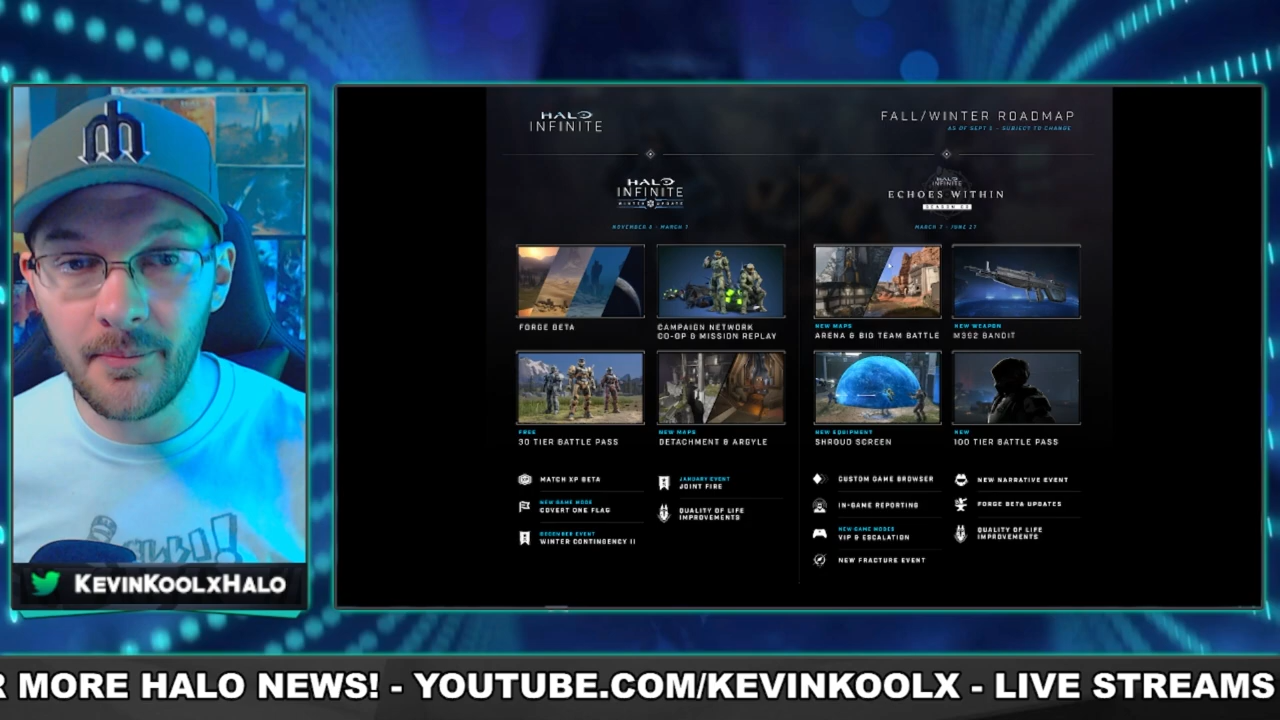 HALO
INFINITE
FALL/WINTER ROADMAP
AS OF SEPT 1 - SUBJECT TO CHANGE
HALO
INFINITE
WINTER UPDATE
NOVEMBER 8 - MARCH 7
HALO
INFINITE
ECHOES WITHIN
SEASON 03
MARCH 7 - JUNE 27
FORGE BETA
CAMPAIGN NETWORK
CO-OP & MISSION REPLAY
NEW MAPS
ARENA & BIG TEAM BATTLE
NEW WEAPON
M392 BANDIT
FREE
30 TIER BATTLE PASS
NEW MAPS
DETACHMENT & ARGYLE
NEW EQUIPMENT
SHROUD SCREEN
NEW
100 TIER BATTLE PASS
MATCH XP BETA
NEW GAME MODE
COVERT ONE FLAG
DECEMBER EVENT
WINTER CONTINGENCY II
JANUARY EVENT
JOINT FIRE
QUALITY OF LIFE
IMPROVEMENTS
CUSTOM GAME BROWSER
IN-GAME REPORTING
NEW GAME MODES
VIP & ESCALATION
NEW FRACTURE EVENT
NEW NARRATIVE EVENT
FORGE BETA UPDATES
QUALITY OF LIFE
IMPROVEMENTS
KEVINKOOLXHALO
R MORE HALO NEWS! - YOUTUBE.COM/KEVINKOOLX - LIVE STREAMS